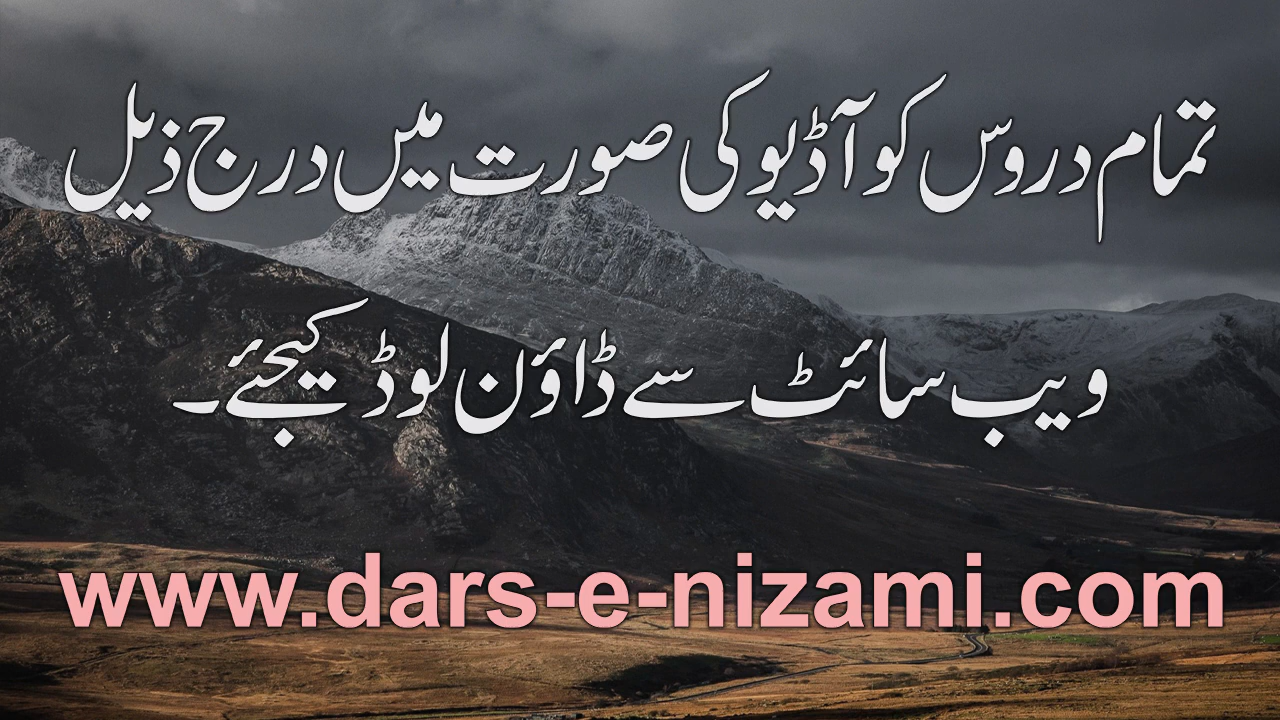 تمام دروس کو آڈیو کی صورت میں درج ذیل
ویب سائٹ سے ڈاؤن لوڈ کیجئے۔
www.dars-e-nizami.com